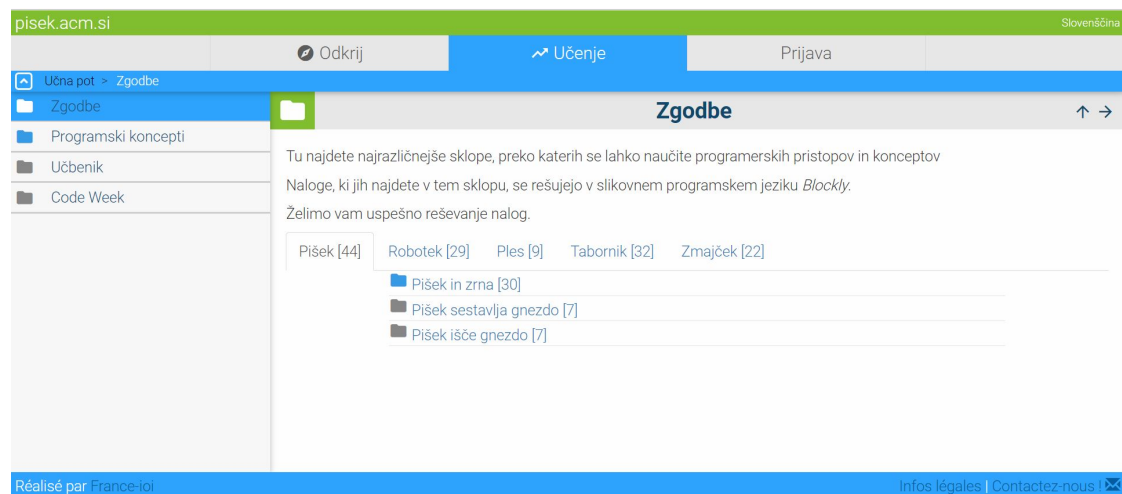 pisek.acm.si
Slovenščina
Odkrij
Učenje
Prijava
Učna pot > Zgodbe
Zgodbe
Programski koncepti
Učbenik
Code Week
Zgodbe
Tu najdete najrazličnejše sklope, preko katerih se lahko naučite programerskih pristopov in konceptov
Naloge, ki jih najdete v tem sklopu, se rešujejo v slikovnem programskem jeziku Blockly.
Želimo vam uspešno reševanje nalog.
Pišek [44] Robotek [29] Ples [9] Tabornik [32] Zmajček [22]
Pišek in zrna [30]
Pišek sestavlja gnezdo [7]
Pišek išče gnezdo [7]
Réalisé par France-ioi
Infos légales | Contactez-nous !